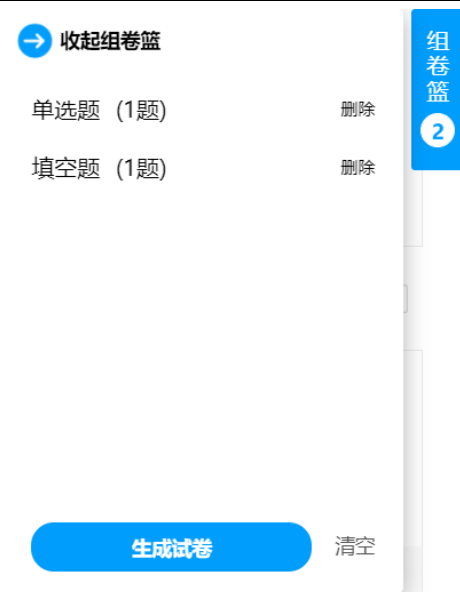 收起组卷篮
单选题 (1题) 删除
填空题 (1题) 删除
生成试卷 清空
组
卷
篮
2